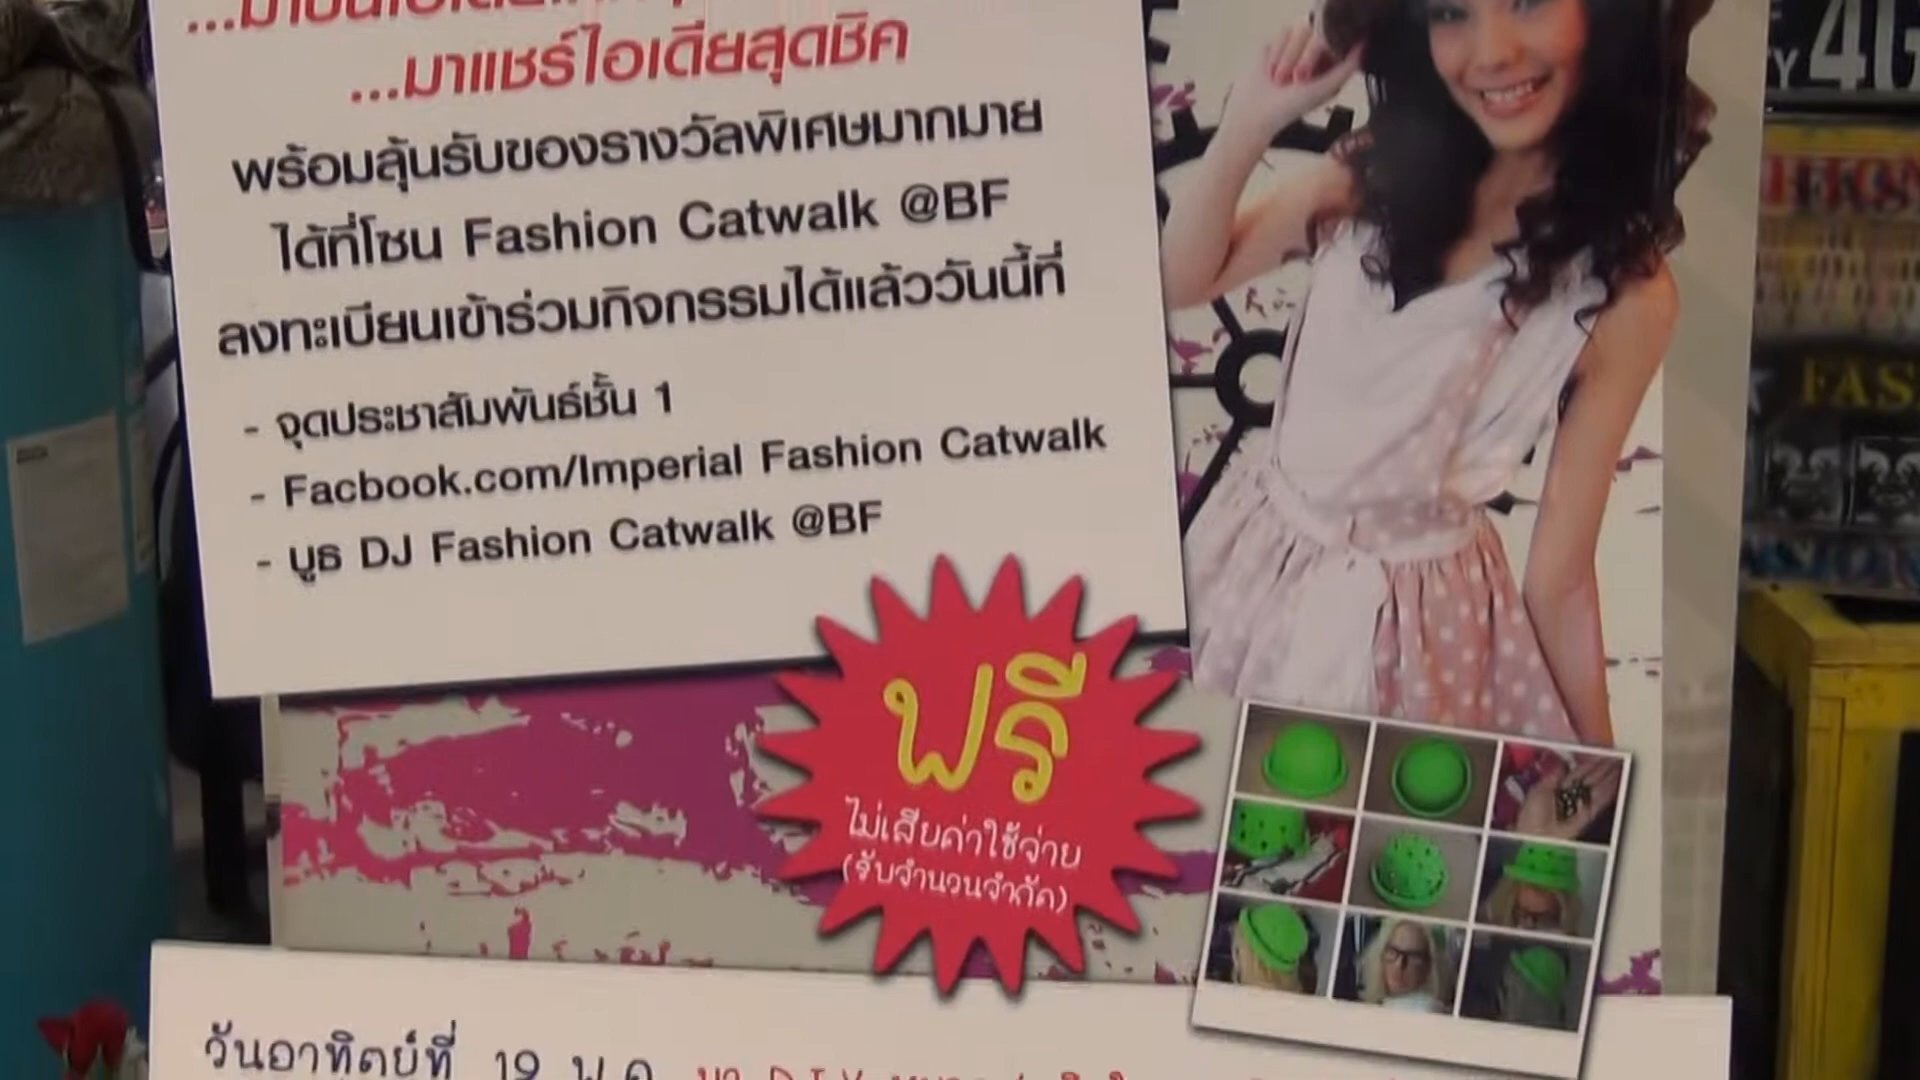 ...มาแชร์ไอเดียสุดชิค
พร้อมลุ้นรับของรางวัลพิเศษมากมาย
ได้ที่โซน Fashion Catwalk @BF
ลงทะเบียนเข้าร่วมกิจกรรมได้แล้ววันนี้ที่
- จุดประชาสัมพันธ์ชั้น 1
- Facbook.com/Imperial Fashion Catwalk
- บูธ DJ Fashion Catwalk @BF
ฟรี
ไม่เสียค่าใช้จ่าย
(รับจำนวนจำกัด)
วันอาทิตย์ที่ 19 พ.ค.
4G
FAS